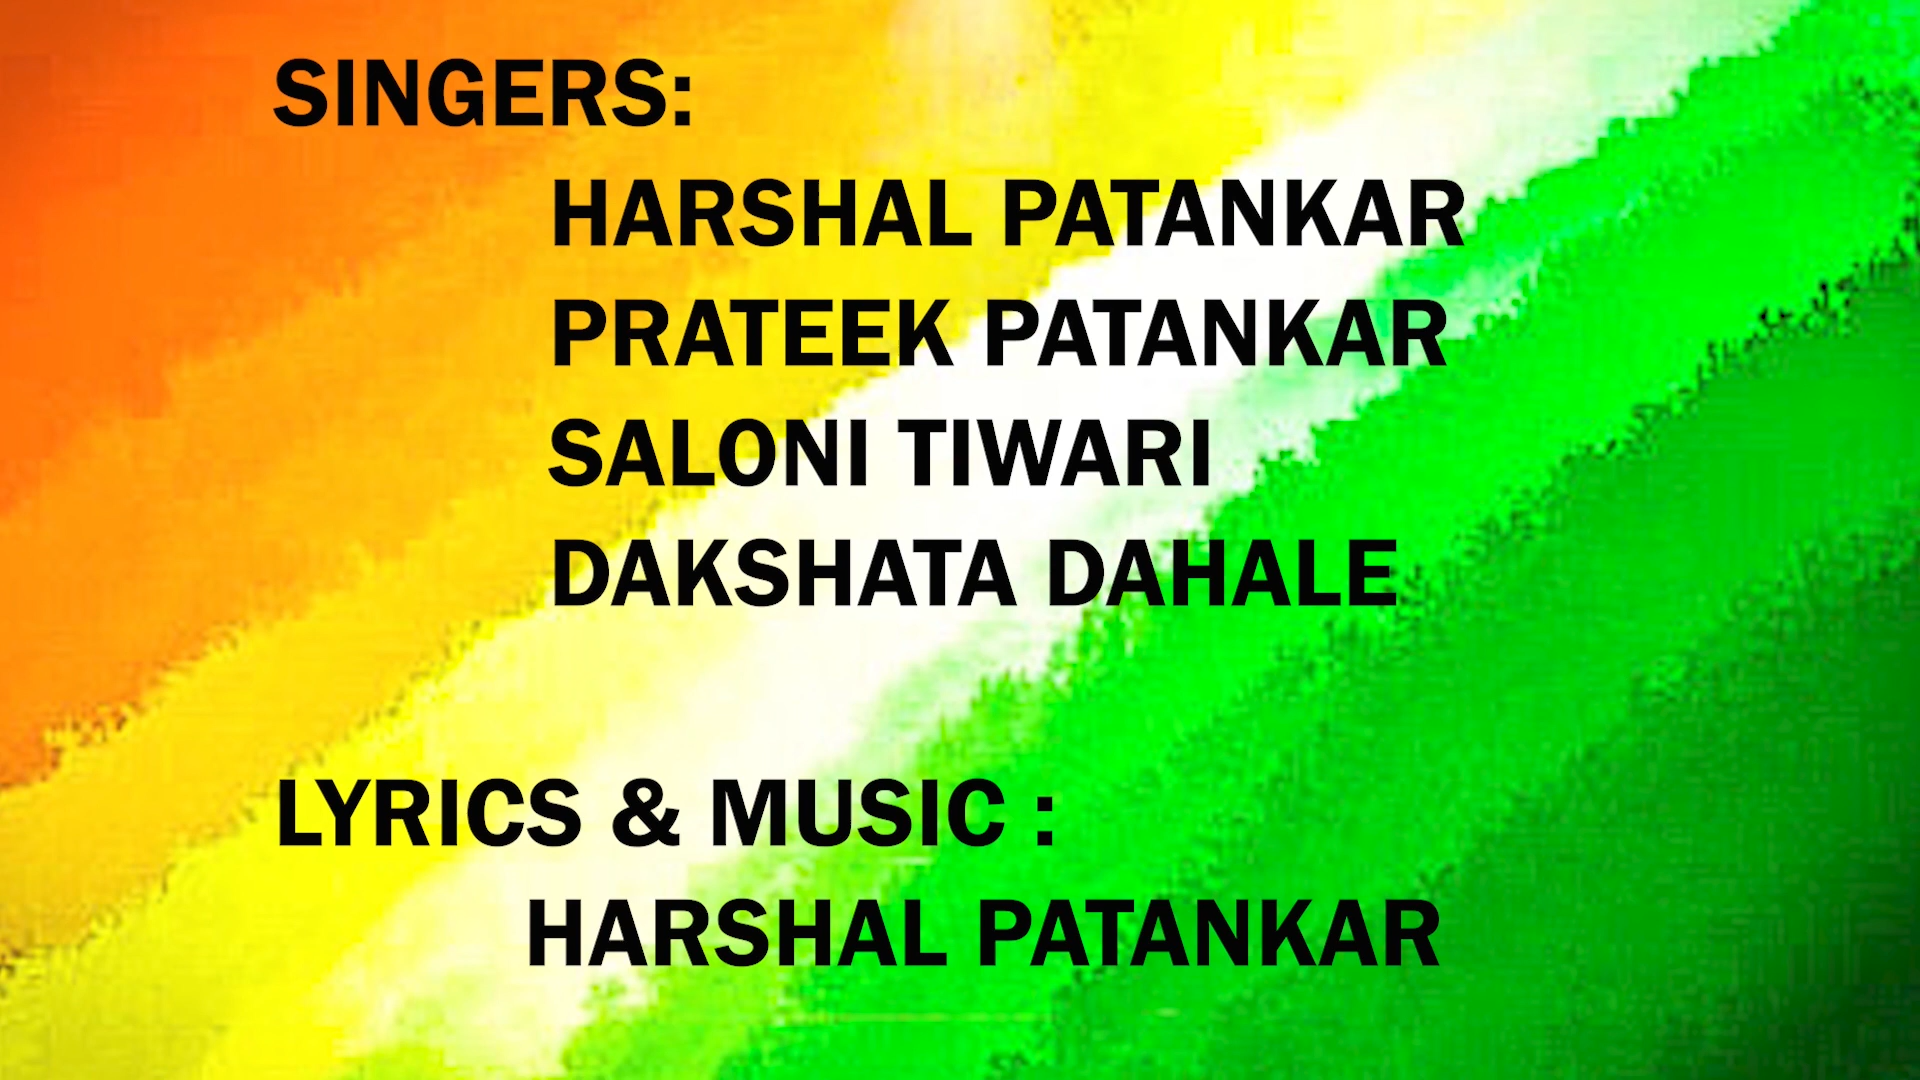 SINGERS:
HARSHAL PATANKAR
PRATEEK PATANKAR
SALONI TIWARI
DAKSHATA DAHALE
LYRICS & MUSIC :
HARSHAL PATANKAR